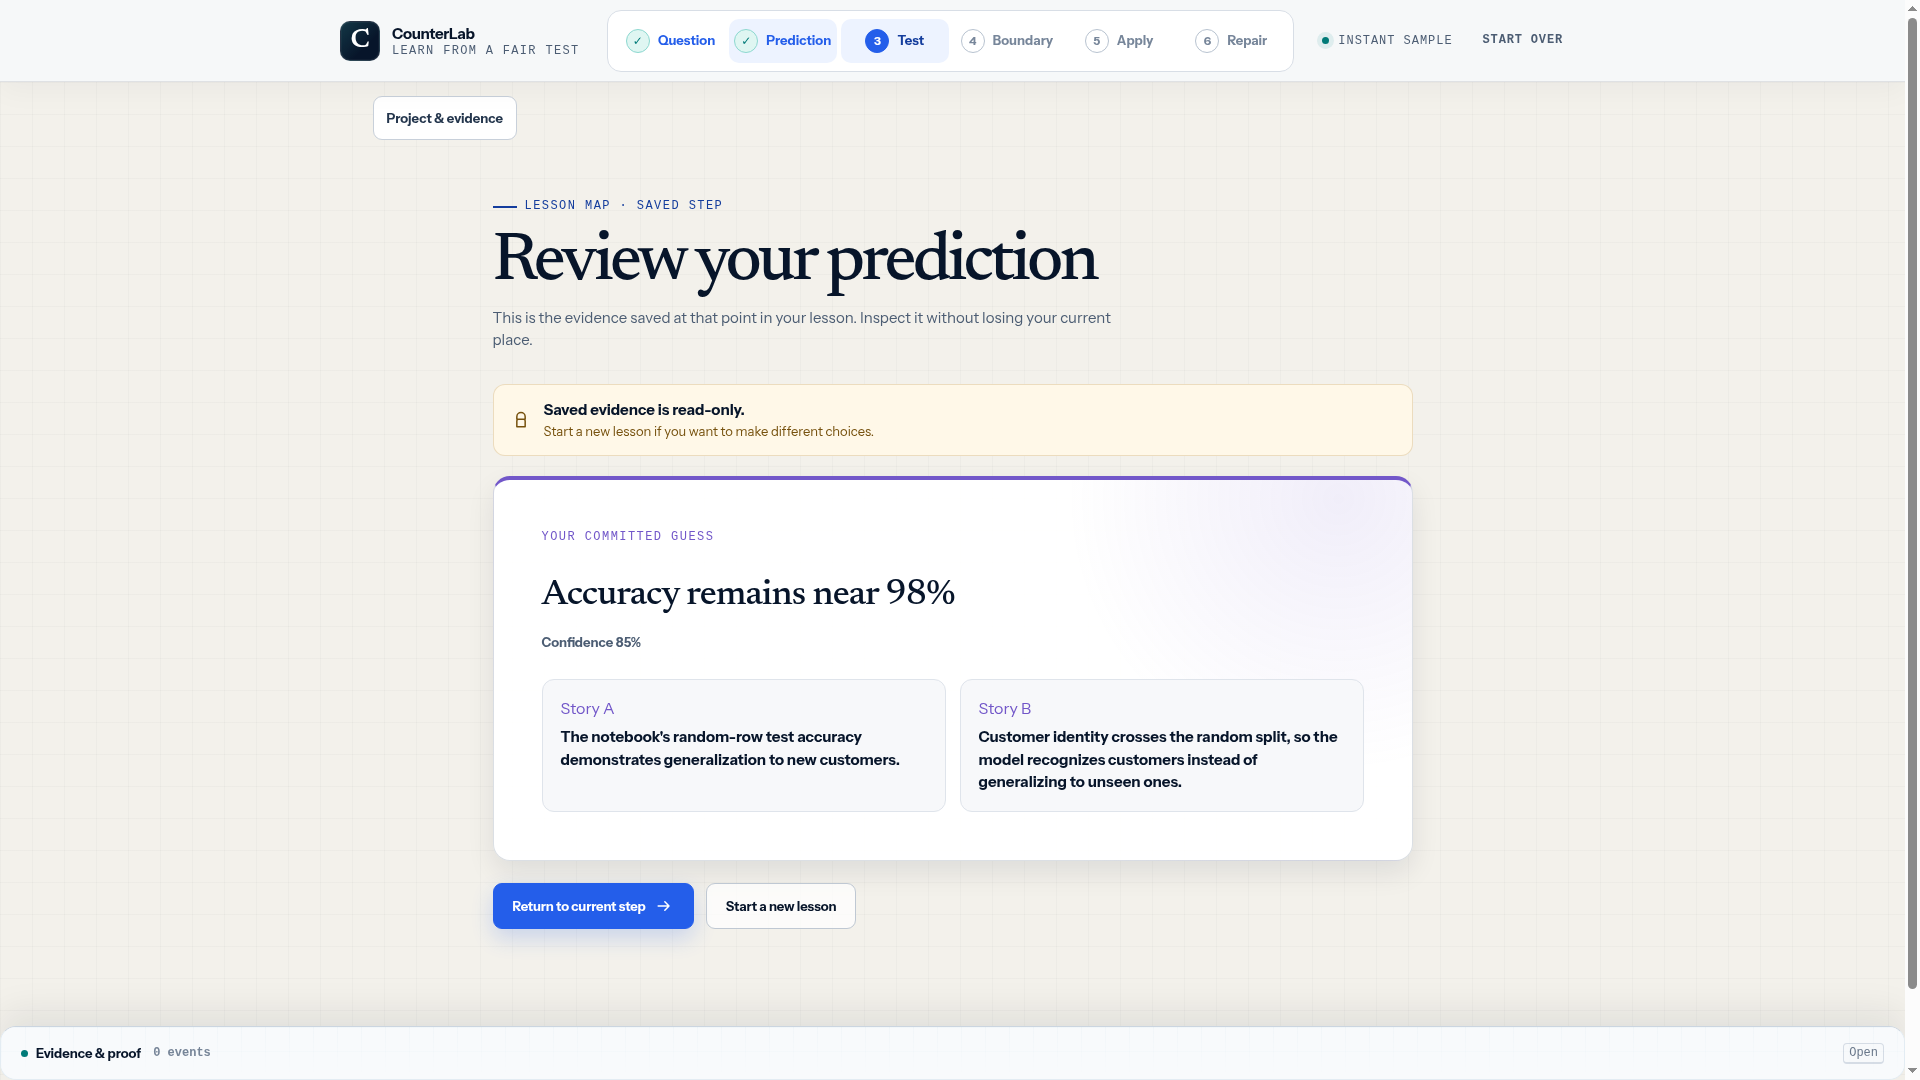 C
CounterLab
LEARN FROM A FAIR TEST
✓ Question
✓ Prediction
3 Test
4 Boundary
5 Apply
6 Repair
INSTANT SAMPLE
START OVER
Project & evidence
LESSON MAP · SAVED STEP
Review your prediction
This is the evidence saved at that point in your lesson. Inspect it without losing your current
place.
Saved evidence is read-only.
Start a new lesson if you want to make different choices.
YOUR COMMITTED GUESS
Accuracy remains near 98%
Confidence 85%
Story A
The notebook's random-row test accuracy
demonstrates generalization to new customers.
Story B
Customer identity crosses the random split, so the
model recognizes customers instead of
generalizing to unseen ones.
Return to current step →
Start a new lesson
Evidence & proof
0 events
Open